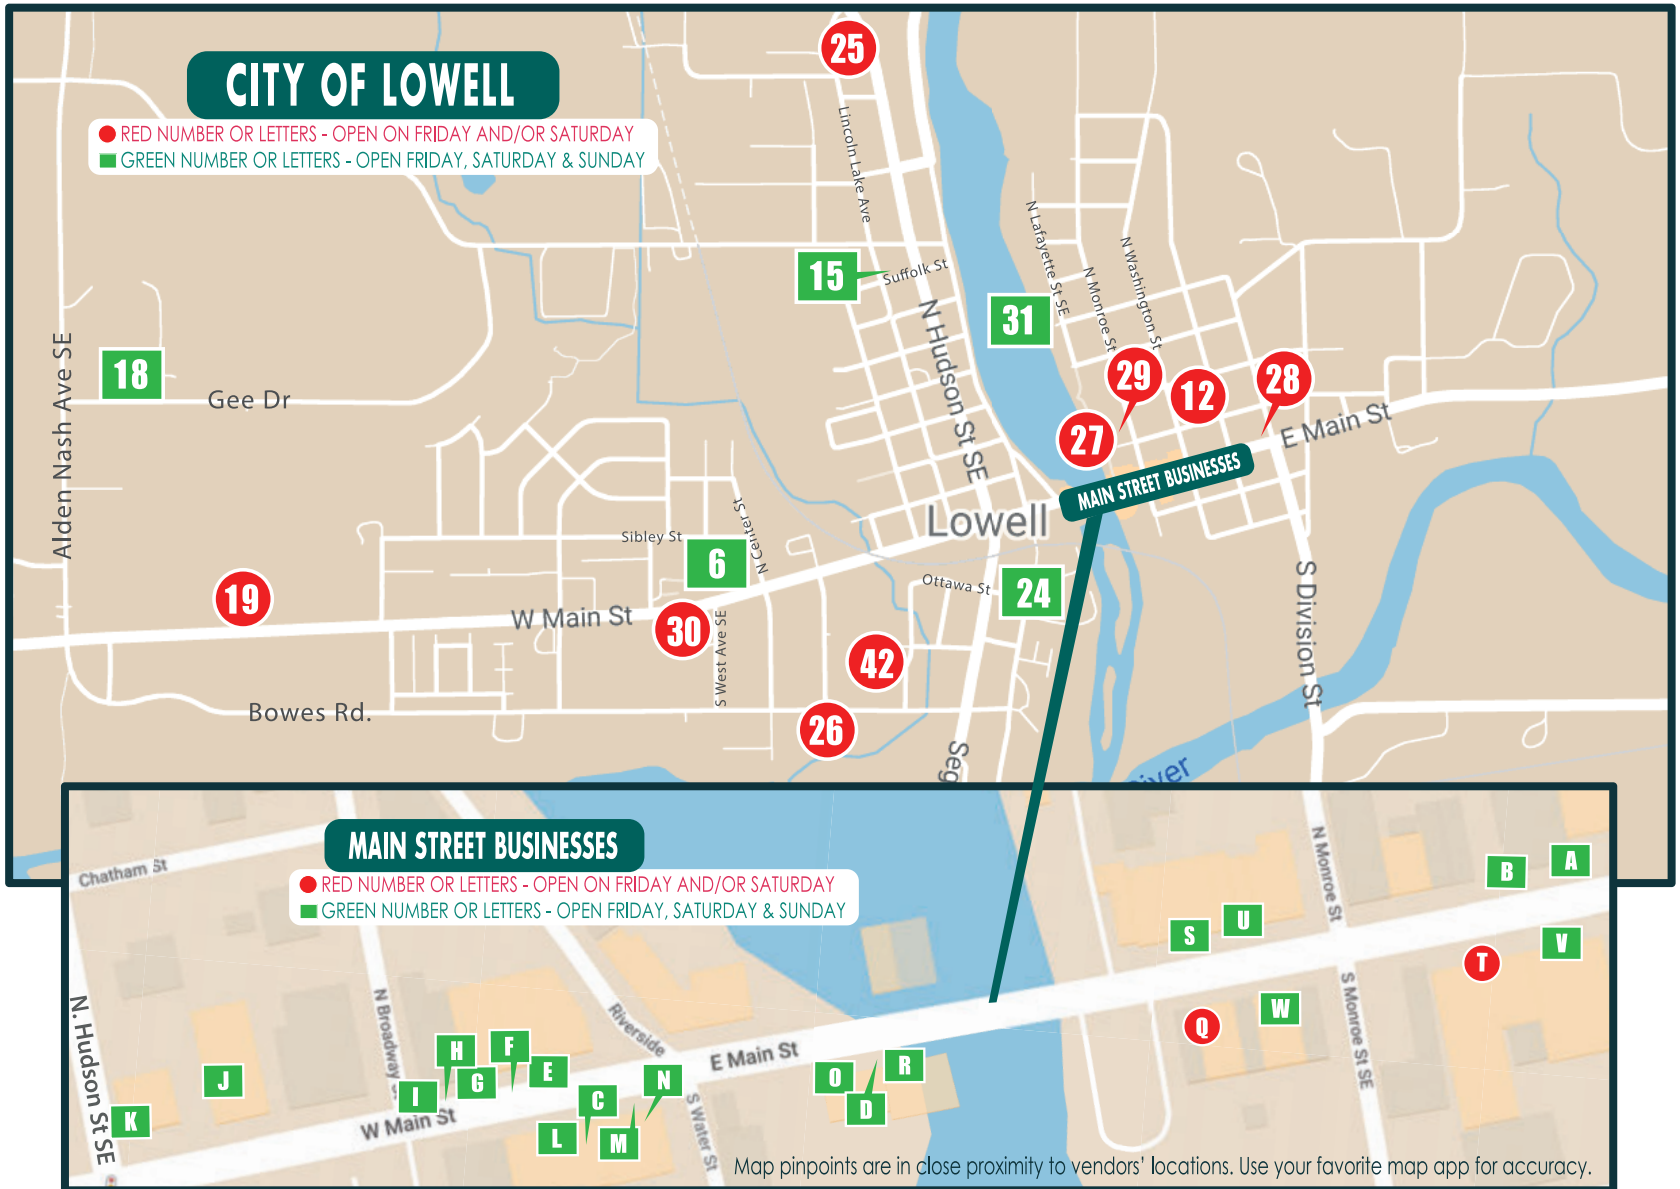 CITY OF LOWELL
RED NUMBER OR LETTERS - OPEN ON FRIDAY AND/OR SATURDAY
GREEN NUMBER OR LETTERS - OPEN FRIDAY, SATURDAY & SUNDAY
25
Lincoln Lake Ave
15
Suffolk St
N Hudson St SE
31
N Lafayette St SE
N Monroe St
N Washington St
18
Gee Dr
Alden Nash Ave SE
29
12
28
27
E Main St
MAIN STREET BUSINESSES
Lowell
Sibley St
N Center St
6
Ottawa St
24
19
W Main St
30
S West Ave SE
42
S Division St
Bowes Rd.
26
Seg
iver
MAIN STREET BUSINESSES
RED NUMBER OR LETTERS - OPEN ON FRIDAY AND/OR SATURDAY
GREEN NUMBER OR LETTERS - OPEN FRIDAY, SATURDAY & SUNDAY
Chatham St
N Monroe St
B
A
S
U
V
T
N. Hudson St SE
N Broadway
Riverside
S Monroe St SE
Q
W
E Main St
H
F
E
G
I
J
K
C
N
O
R
D
L
M
W Main St
S Water St
Map pinpoints are in close proximity to vendors' locations. Use your favorite map app for accuracy.